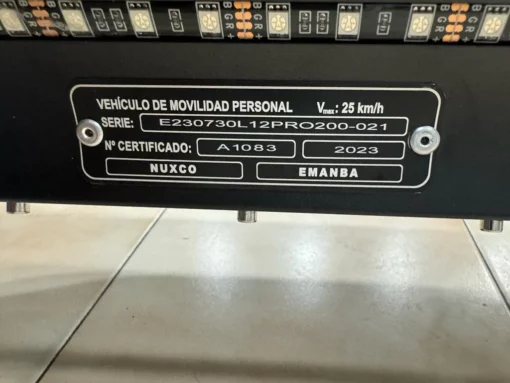 VEHÍCULO DE MOVILIDAD PERSONAL Vmax: 25 km/h
SERIE: E230730L12PRO200-021
Nº CERTIFICADO: A1083 2023
NUXCO EMANBA